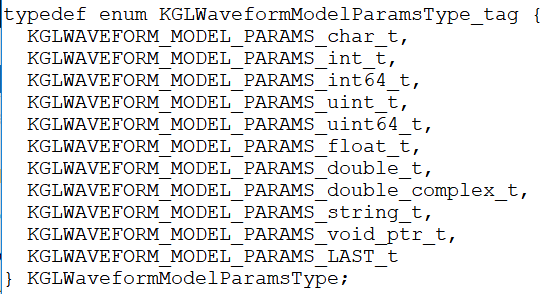 typedef enum KGLWaveformModelParamsType_tag {
  KGLWAVEFORM_MODEL_PARAMS_char_t,
  KGLWAVEFORM_MODEL_PARAMS_int_t,
  KGLWAVEFORM_MODEL_PARAMS_int64_t,
  KGLWAVEFORM_MODEL_PARAMS_uint_t,
  KGLWAVEFORM_MODEL_PARAMS_uint64_t,
  KGLWAVEFORM_MODEL_PARAMS_float_t,
  KGLWAVEFORM_MODEL_PARAMS_double_t,
  KGLWAVEFORM_MODEL_PARAMS_double_complex_t,
  KGLWAVEFORM_MODEL_PARAMS_string_t,
  KGLWAVEFORM_MODEL_PARAMS_void_ptr_t,
  KGLWAVEFORM_MODEL_PARAMS_LAST_t
} KGLWaveformModelParamsType;